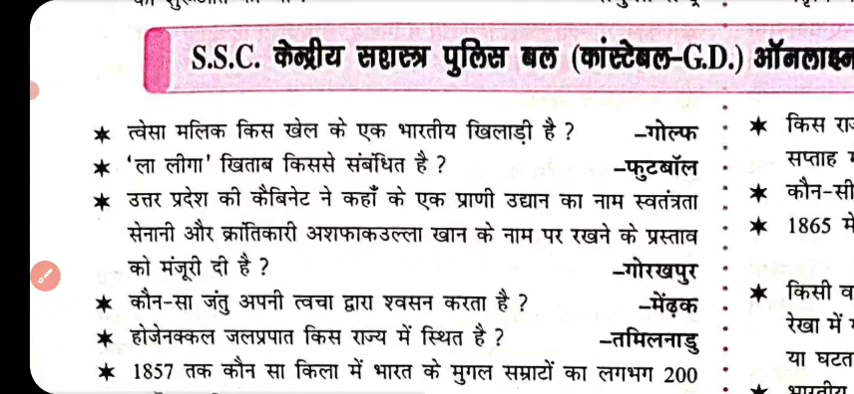 S.S.C. केन्द्रीय सशस्त्र पुलिस बल (कांस्टेबल-G.D.) ऑनलाइन
★ त्वेसा मलिक किस खेल के एक भारतीय खिलाड़ी है ? –गोल्फ
★ 'ला लीगा' खिताब किससे संबंधित है ? –फुटबॉल
★ उत्तर प्रदेश की कैबिनेट ने कहाँ के एक प्राणी उद्यान का नाम स्वतंत्रता
सेनानी और क्रांतिकारी अशफाकउल्ला खान के नाम पर रखने के प्रस्ताव
को मंजूरी दी है ? –गोरखपुर
★ कौन-सा जंतु अपनी त्वचा द्वारा श्वसन करता है ? –मेंढ़क
★ होजेनक्कल जलप्रपात किस राज्य में स्थित है ? –तमिलनाडु
★ 1857 तक कौन सा किला में भारत के मुगल सम्राटों का लगभग 200
★ किस
सप्ताह
★ कौन-सी
★ 1865 में
★ किसी
रेखा में
या घटत
★ भारतीय